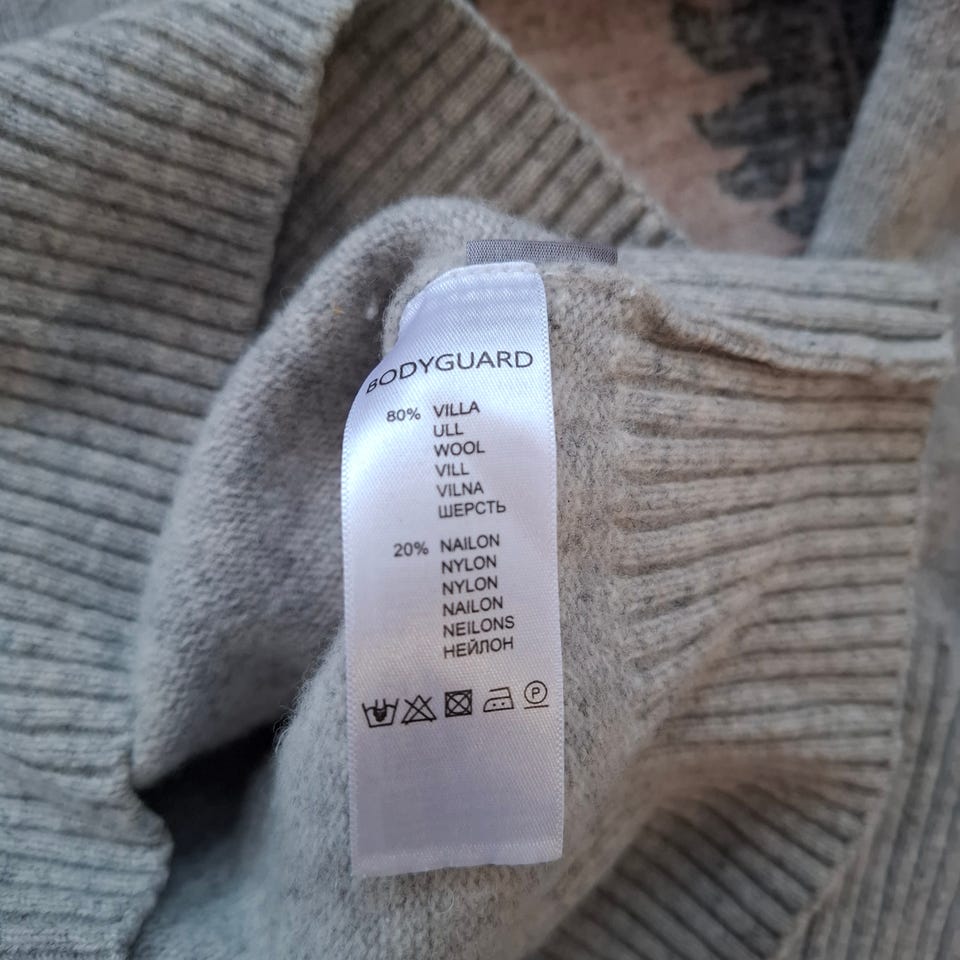 BODYGUARD
80% VILLA
ULL
WOOL
VILL
VILNA
ШЕРСТЬ
20% NAILON
NYLON
NYLON
NAILON
NEILONS
НЕЙЛОН
P